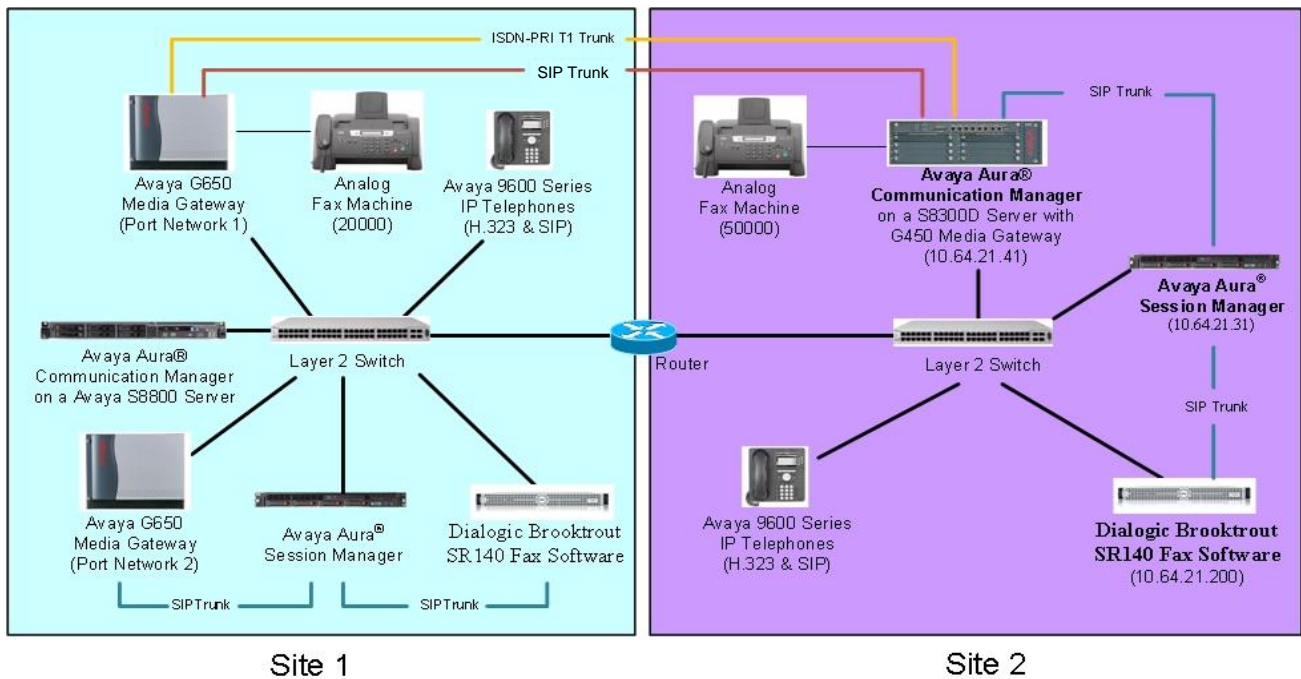 ISDN-PRI T1 Trunk
SIP Trunk
Avaya G650
Media Gateway
(Port Network 1)
Analog
Fax Machine
(20000)
Avaya 9600 Series
IP Telephones
(H.323 & SIP)
Avaya Aura®
Communication Manager
on a Avaya S8800 Server
Layer 2 Switch
Avaya G650
Media Gateway
(Port Network 2)
Avaya Aura®
Session Manager
Dialogic Brooktrout
SR140 Fax Software
SIPTrunk
SIPTrunk
Router
SIP Trunk
Analog
Fax Machine
(50000)
Avaya Aura®
Communication Manager
on a S8300D Server with
G450 Media Gateway
(10.64.21.41)
Avaya Aura®
Session Manager
(10.64.21.31)
Layer 2 Switch
SIP Trunk
Avaya 9600 Series
IP Telephones
(H.323 & SIP)
Dialogic Brooktrout
SR140 Fax Software
(10.64.21.200)
Site 1
Site 2